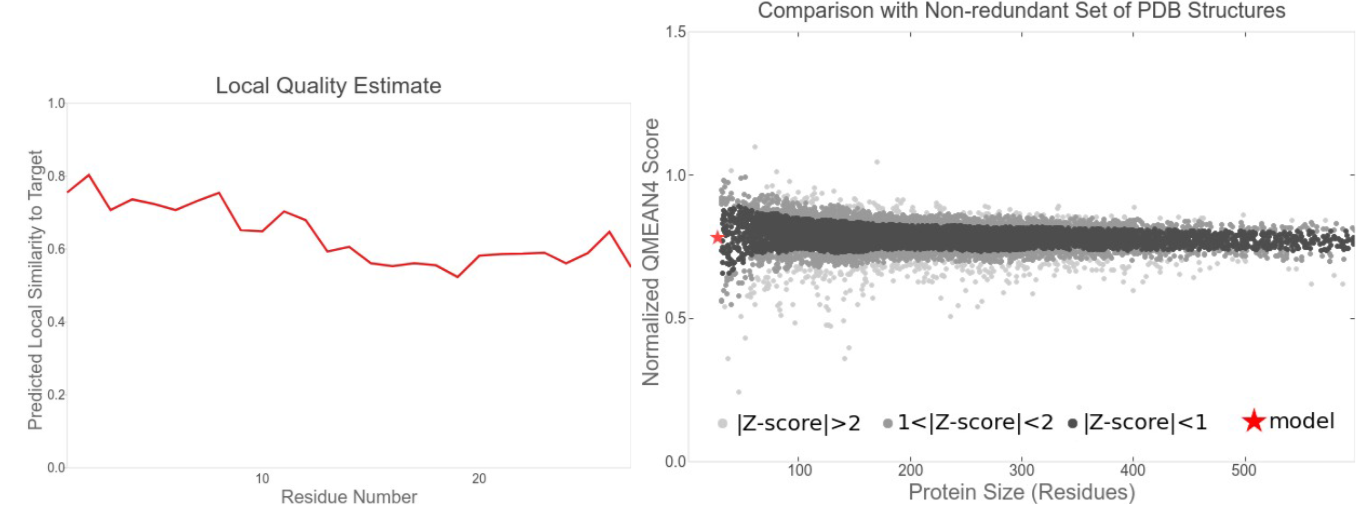 Local Quality Estimate
Predicted Local Similarity to Target
1.0
0.8
0.6
0.4
0.2
0.0
10
20
Residue Number
Comparison with Non-redundant Set of PDB Structures
Normalized QMEAN4 Score
1.5
1.0
0.5
0.0
|Z-score|>2
1<|Z-score|<2
|Z-score|<1
model
100
200
300
400
500
Protein Size (Residues)